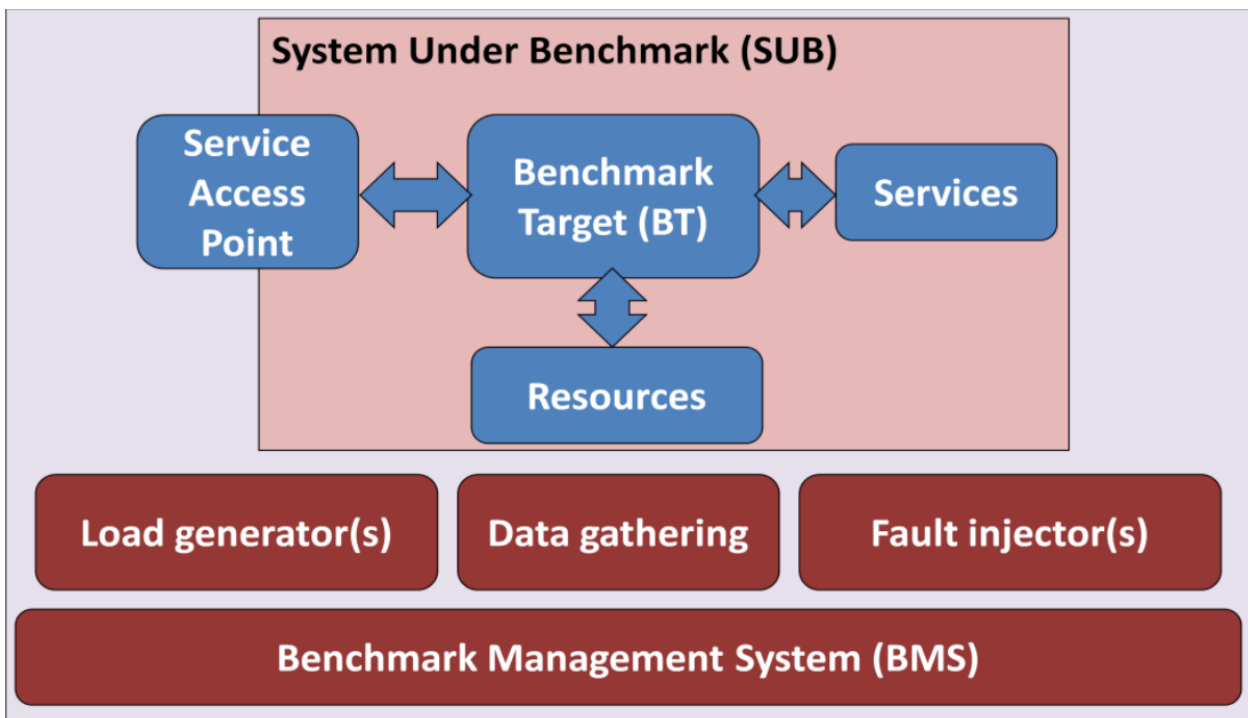 System Under Benchmark (SUB)
Service
Access
Point
Benchmark
Target (BT)
Services
Resources
Load generator(s)
Data gathering
Fault injector(s)
Benchmark Management System (BMS)